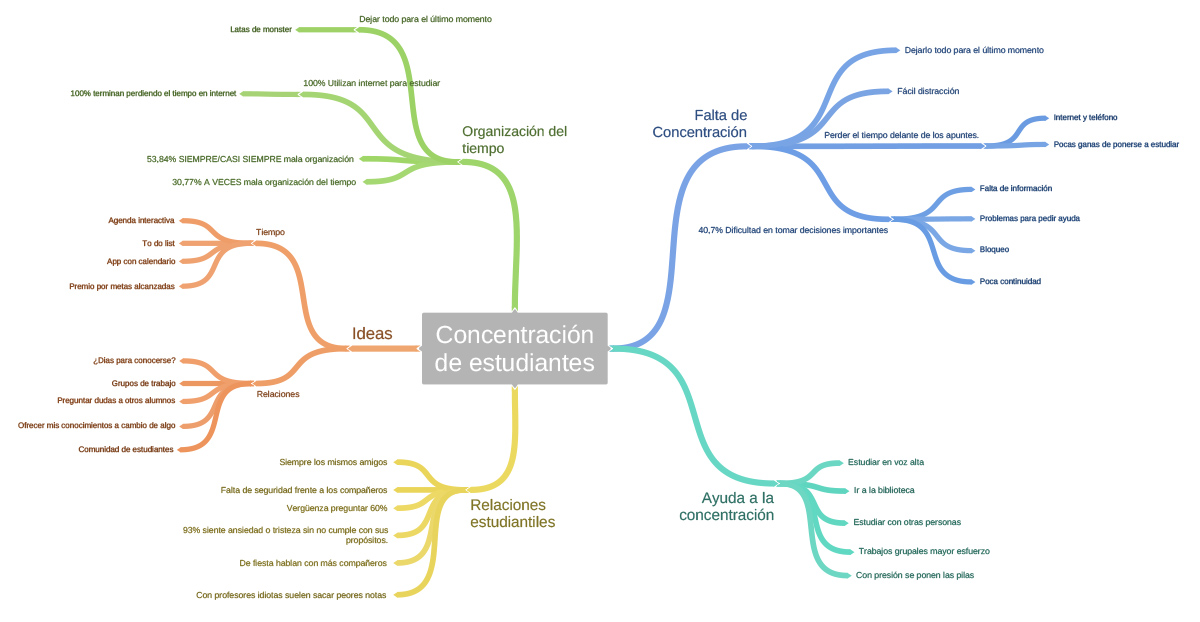 Concentración
de estudiantes
Organización del
tiempo
Dejar todo para el último momento
Latas de monster
100% Utilizan internet para estudiar
100% terminan perdiendo el tiempo en internet
53,84% SIEMPRE/CASI SIEMPRE mala organización
30,77% A VECES mala organización del tiempo
Ideas
Tiempo
Agenda interactiva
To do list
App con calendario
Premio por metas alcanzadas
Relaciones
¿Dias para conocerse?
Grupos de trabajo
Preguntar dudas a otros alumnos
Ofrecer mis conocimientos a cambio de algo
Comunidad de estudiantes
Relaciones
estudiantiles
Siempre los mismos amigos
Falta de seguridad frente a los compañeros
Vergüenza preguntar 60%
93% siente ansiedad o tristeza sin no cumple con sus
propósitos.
De fiesta hablan con más compañeros
Con profesores idiotas suelen sacar peores notas
Falta de
Concentración
Dejarlo todo para el último momento
Fácil distracción
Perder el tiempo delante de los apuntes.
Internet y teléfono
Pocas ganas de ponerse a estudiar
40,7% Dificultad en tomar decisiones importantes
Falta de información
Problemas para pedir ayuda
Bloqueo
Poca continuidad
Ayuda a la
concentración
Estudiar en voz alta
Ir a la biblioteca
Estudiar con otras personas
Trabajos grupales mayor esfuerzo
Con presión se ponen las pilas